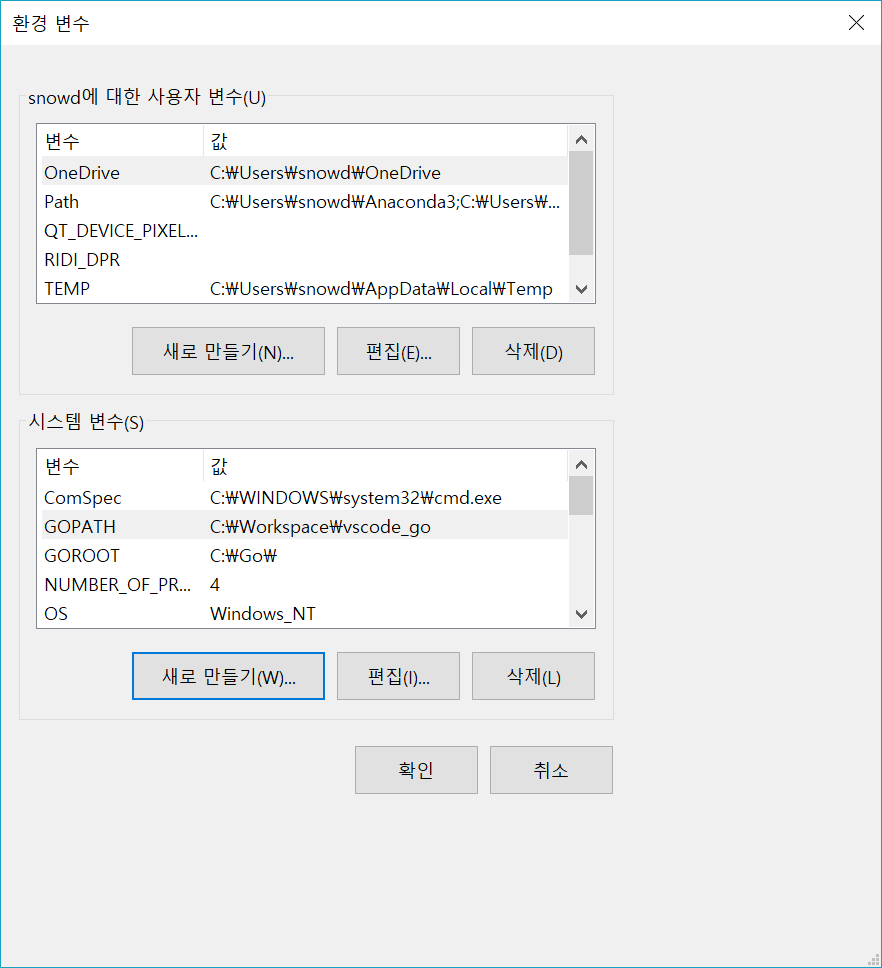 환경 변수
snowd에 대한 사용자 변수(U)
변수 값
OneDrive C:₩Users₩snowd₩OneDrive
Path C:₩Users₩snowd₩Anaconda3;C:₩Users₩...
QT_DEVICE_PIXEL...
RIDI_DPR
TEMP C:₩Users₩snowd₩AppData₩Local₩Temp
새로 만들기(N)... 편집(E)... 삭제(D)
시스템 변수(S)
변수 값
ComSpec C:₩WINDOWS₩system32₩cmd.exe
GOPATH C:₩Workspace₩vscode_go
GOROOT C:₩Go₩
NUMBER_OF_PR... 4
OS Windows_NT
새로 만들기(W)... 편집(I)... 삭제(L)
확인 취소